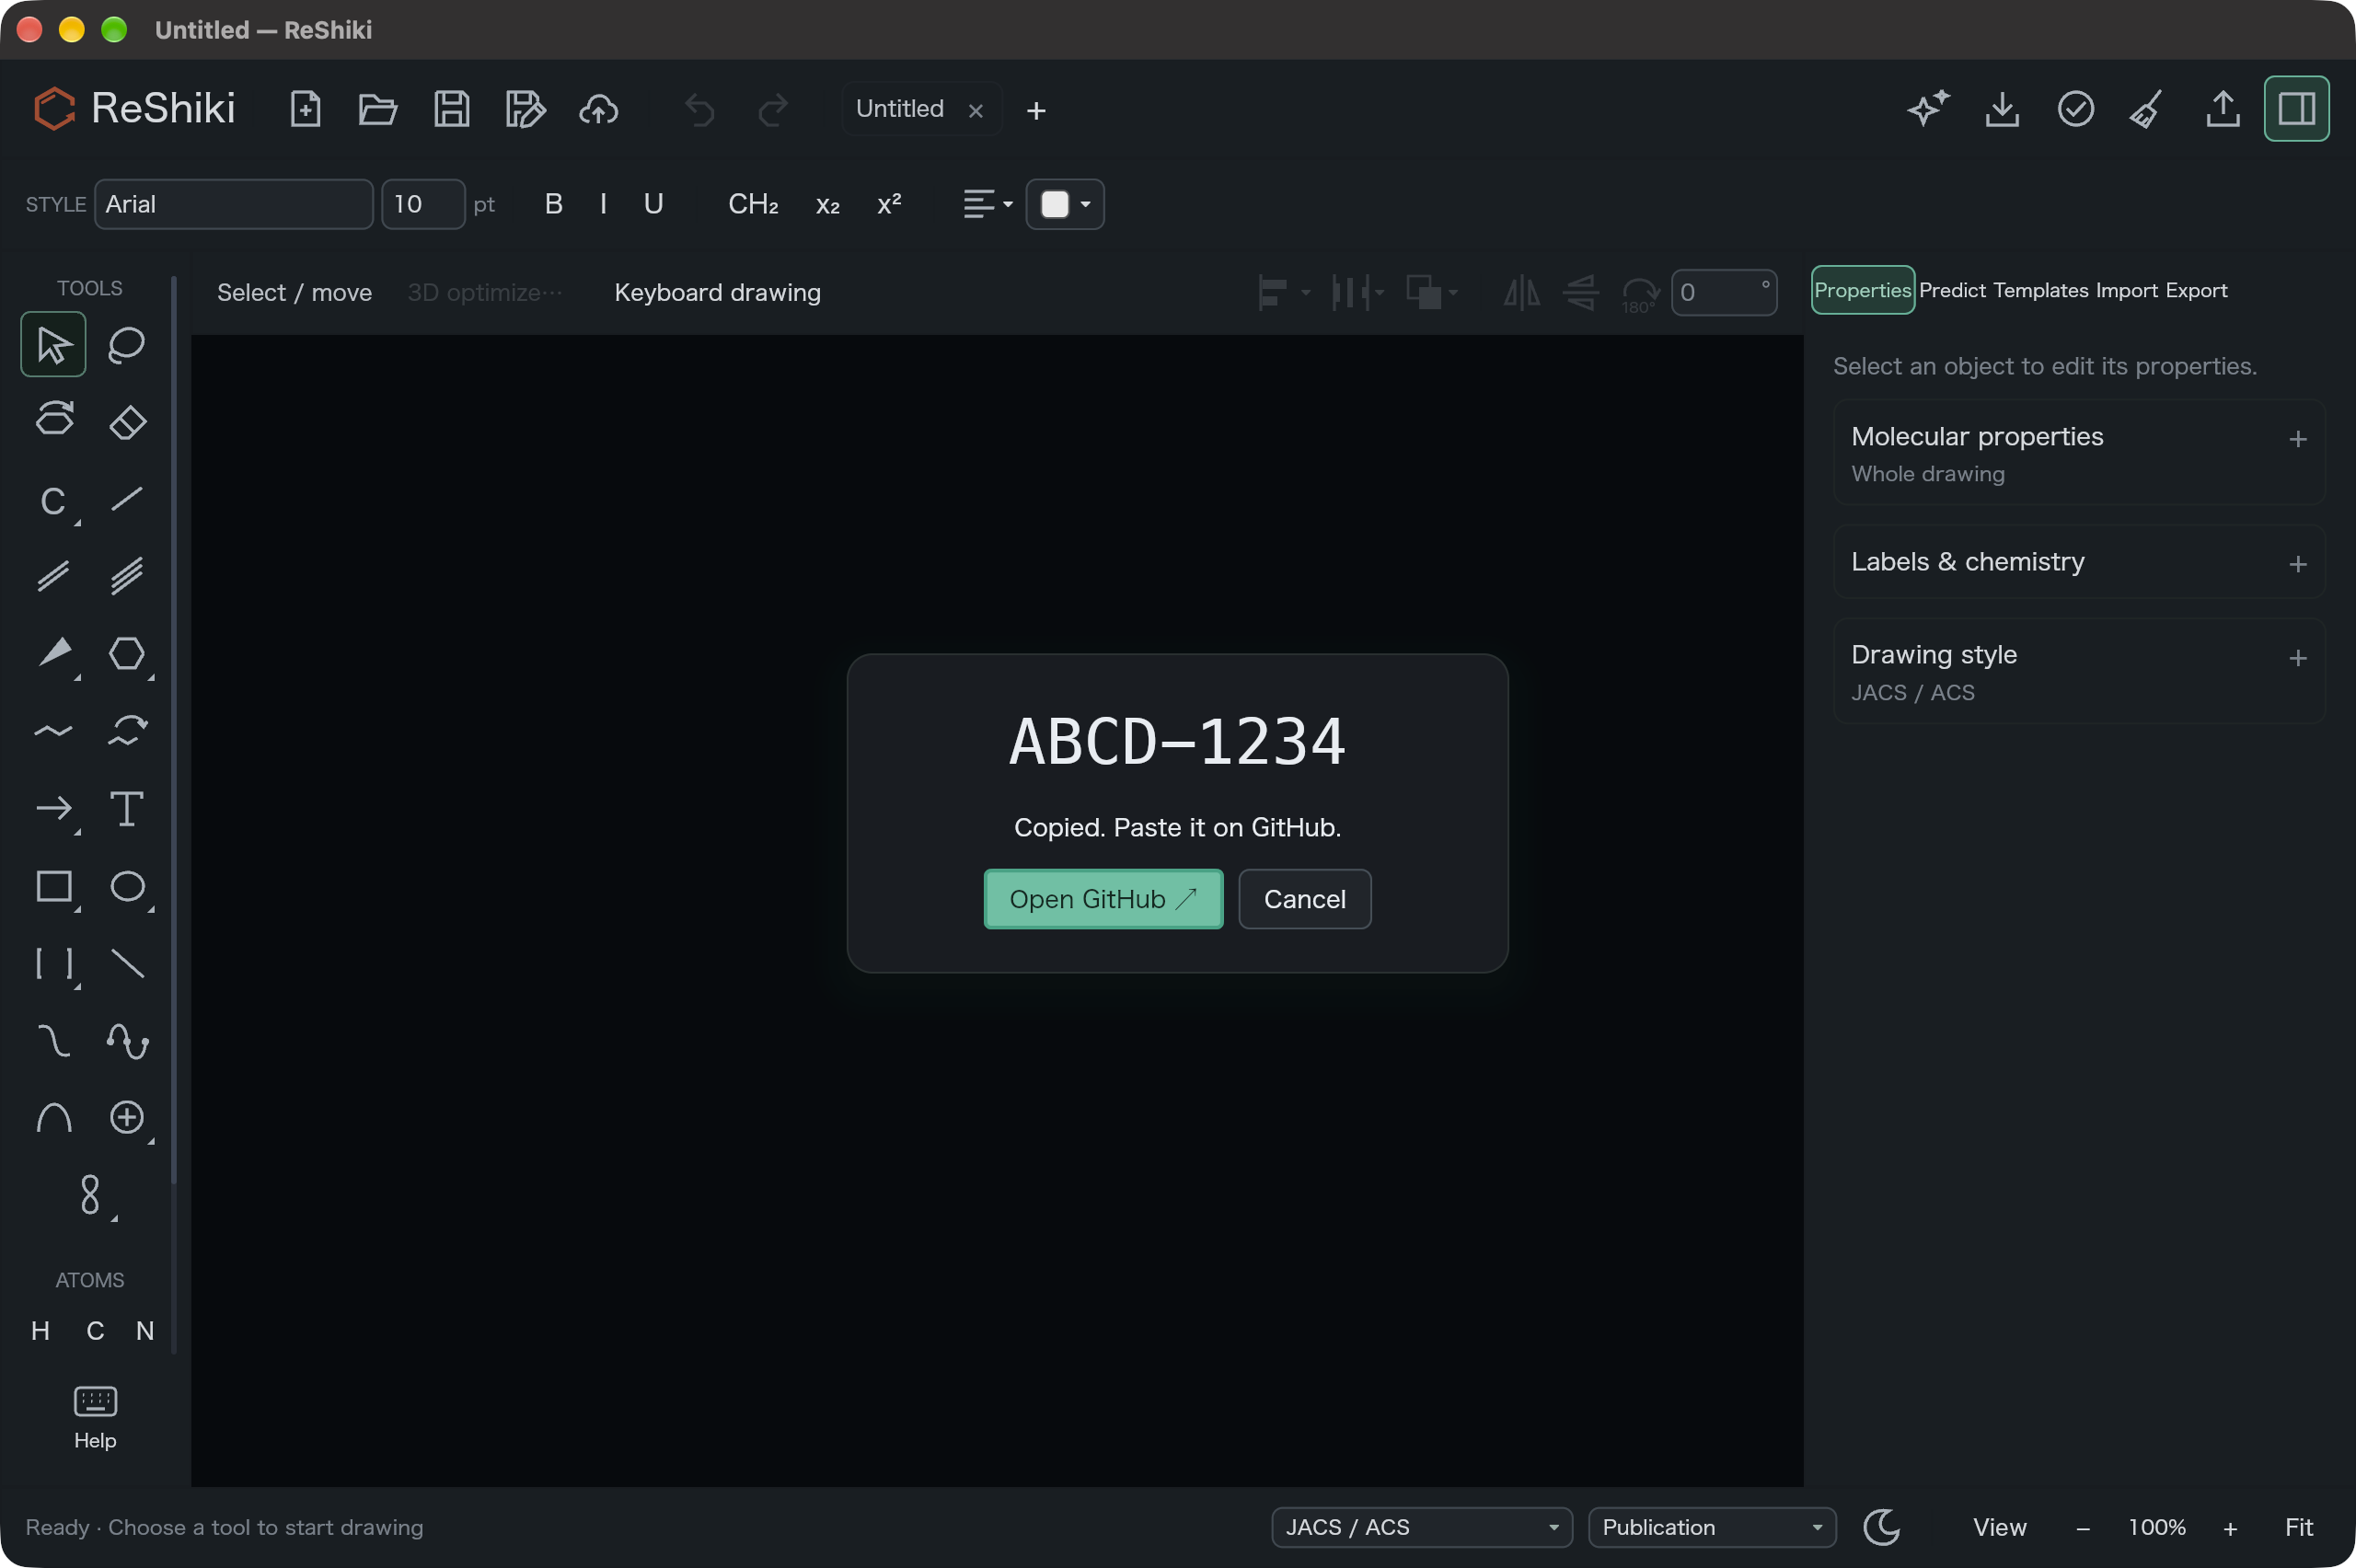 Untitled — ReShiki
ReShiki
Untitled × +
STYLE Arial 10 pt B I U CH₂ x₂ x²
TOOLS
Select / move 3D optimize··· Keyboard drawing 180° 0 °
Properties Predict Templates Import Export
Select an object to edit its properties.
Molecular properties +
Whole drawing
Labels & chemistry +
Drawing style +
JACS / ACS
C
T
[ ]
ABCD–1234
Copied. Paste it on GitHub.
Open GitHub ↗ Cancel
ATOMS
H C N
Help
Ready · Choose a tool to start drawing
JACS / ACS Publication View – 100% + Fit